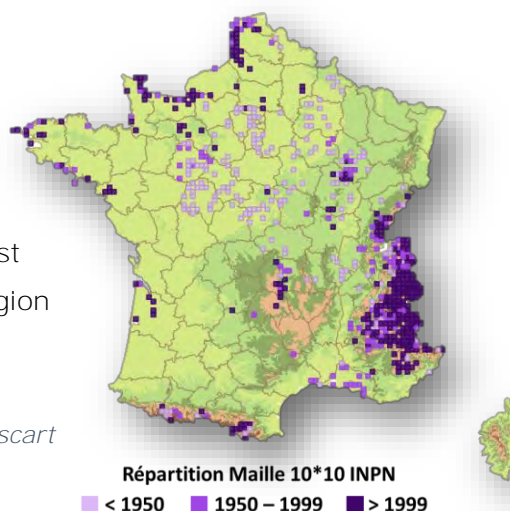 st
gion
scart
Répartition Maille 10*10 INPN
< 1950 1950 – 1999 > 1999